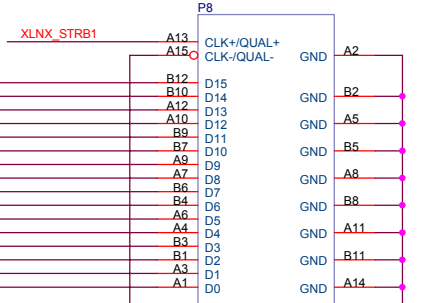 P8
XLNX_STRB1
A13 CLK+/QUAL+
A15 CLK-/QUAL- GND A2
B12 D15
B10 D14 GND B2
A12 D13
A10 D12 GND A5
B9 D11
B7 D10 GND B5
A9 D9
A7 D8 GND A8
B6 D7
B4 D6 GND B8
A6 D5
A4 D4 GND A11
B3 D3
B1 D2 GND B11
A3 D1
A1 D0 GND A14